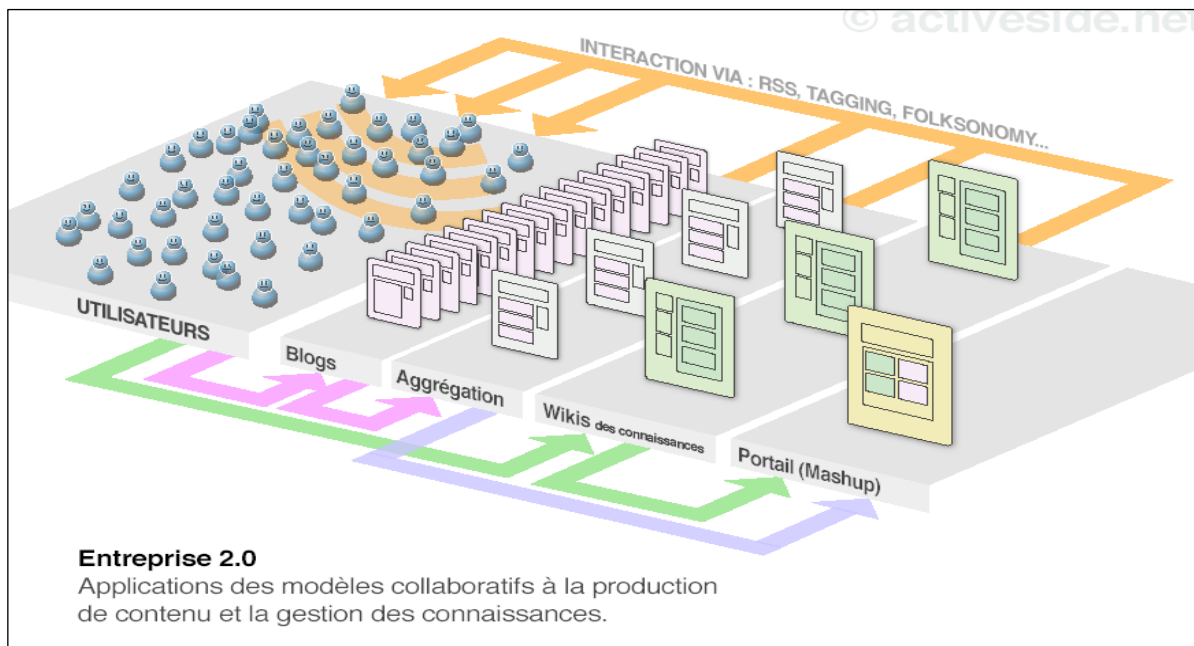 © activeside.net
INTERACTION VIA : RSS, TAGGING, FOLKSONOMY...
UTILISATEURS
Blogs
Aggrégation
Wikis des connaissances
Portail (Mashup)
Entreprise 2.0
Applications des modèles collaboratifs à la production
de contenu et la gestion des connaissances.